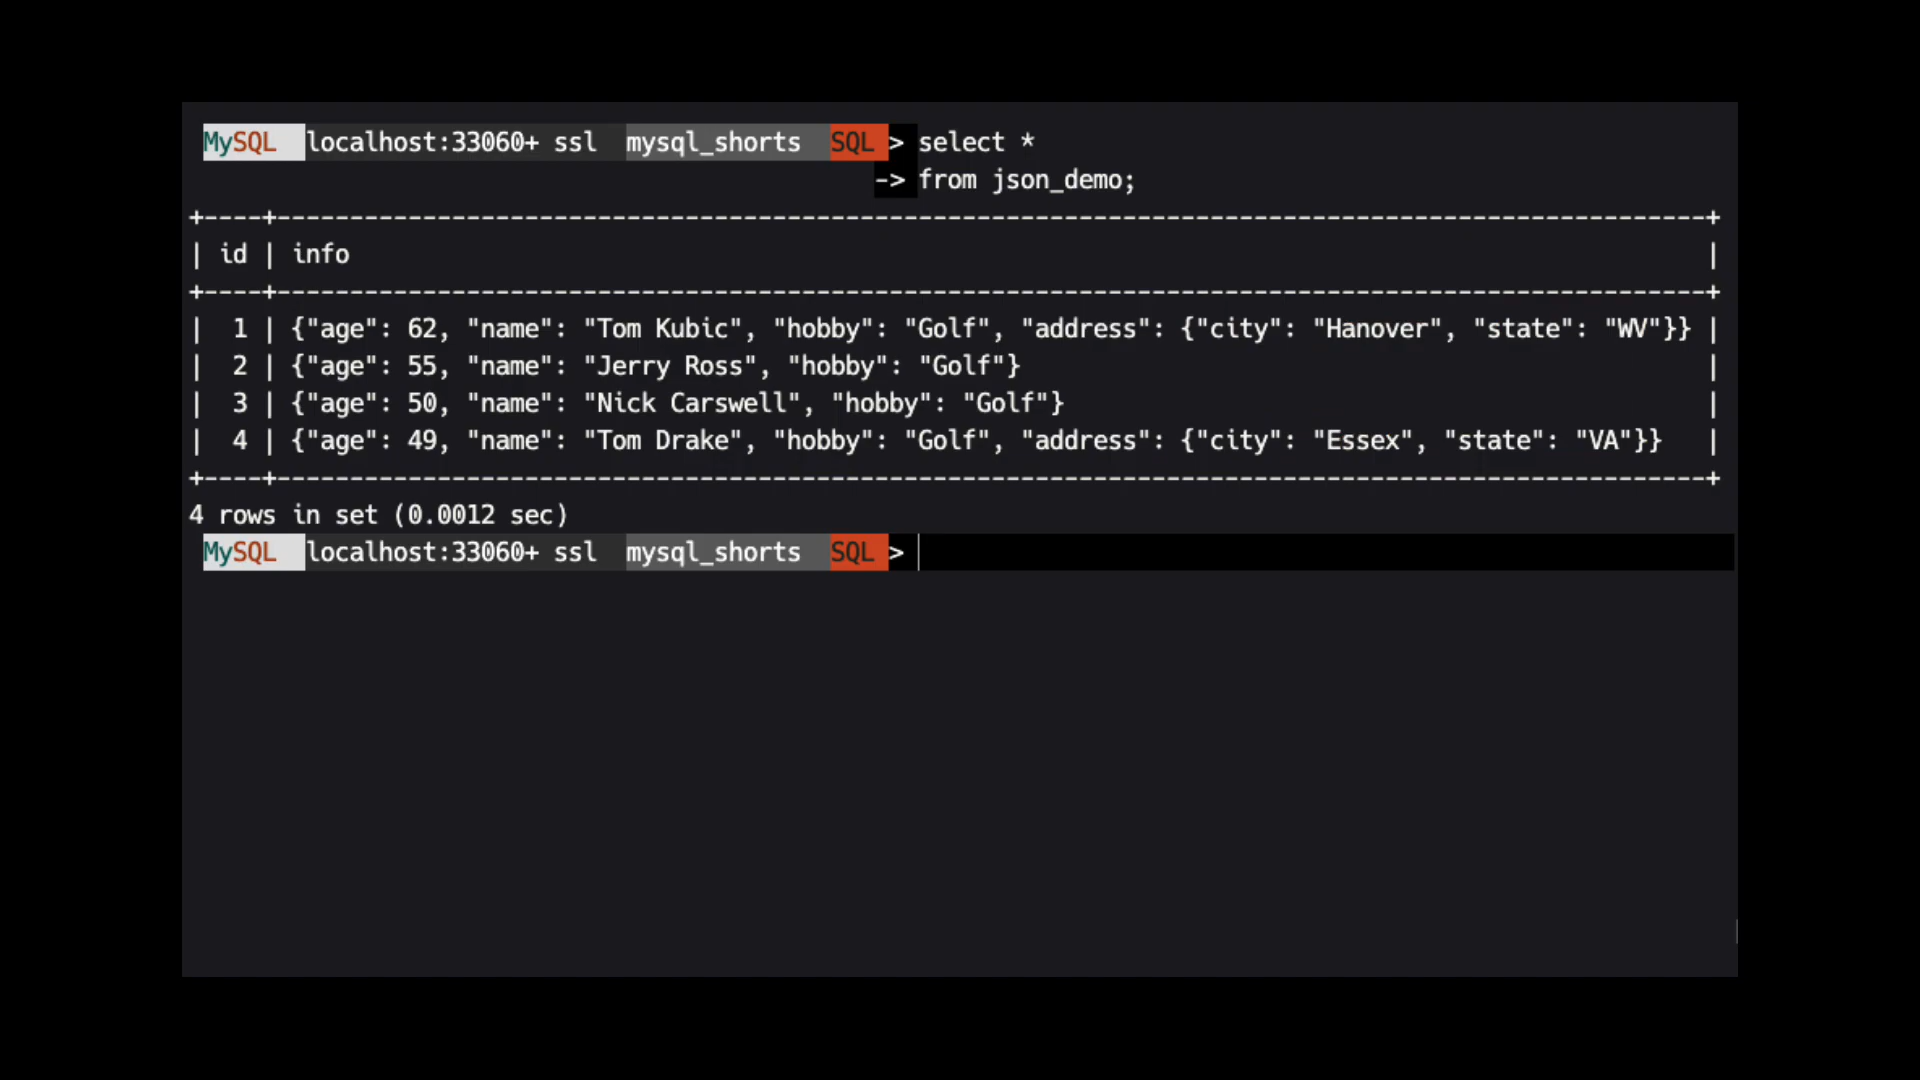 MySQL localhost:33060+ ssl mysql_shorts SQL > select *
-> from json_demo;
+----+--------------------------------------------------------------------------------------------------+
| id | info                                                                                             |
+----+--------------------------------------------------------------------------------------------------+
|  1 | {"age": 62, "name": "Tom Kubic", "hobby": "Golf", "address": {"city": "Hanover", "state": "WV"}} |
|  2 | {"age": 55, "name": "Jerry Ross", "hobby": "Golf"}                                               |
|  3 | {"age": 50, "name": "Nick Carswell", "hobby": "Golf"}                                            |
|  4 | {"age": 49, "name": "Tom Drake", "hobby": "Golf", "address": {"city": "Essex", "state": "VA"}}   |
+----+--------------------------------------------------------------------------------------------------+
4 rows in set (0.0012 sec)
MySQL localhost:33060+ ssl mysql_shorts SQL >